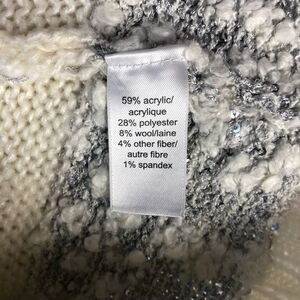 59% acrylic/
acrylique
28% polyester
8% wool/laine
4% other fiber/
autre fibre
1% spandex